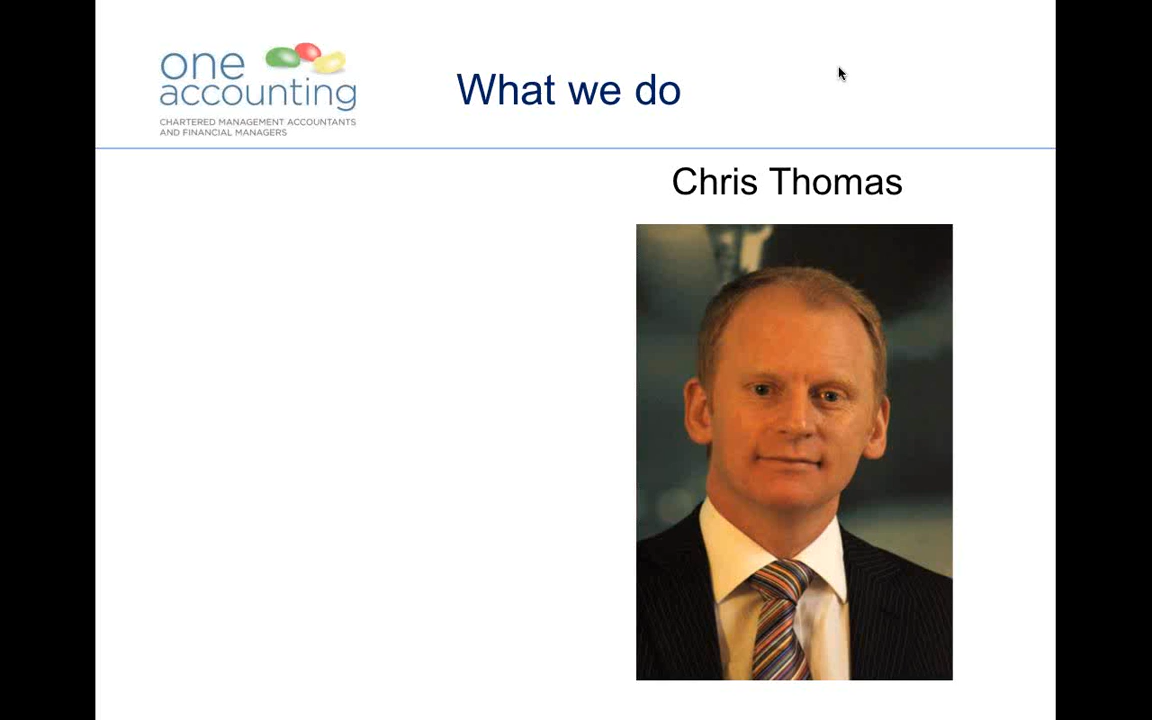 one
accounting
CHARTERED MANAGEMENT ACCOUNTANTS
AND FINANCIAL MANAGERS
What we do
Chris Thomas